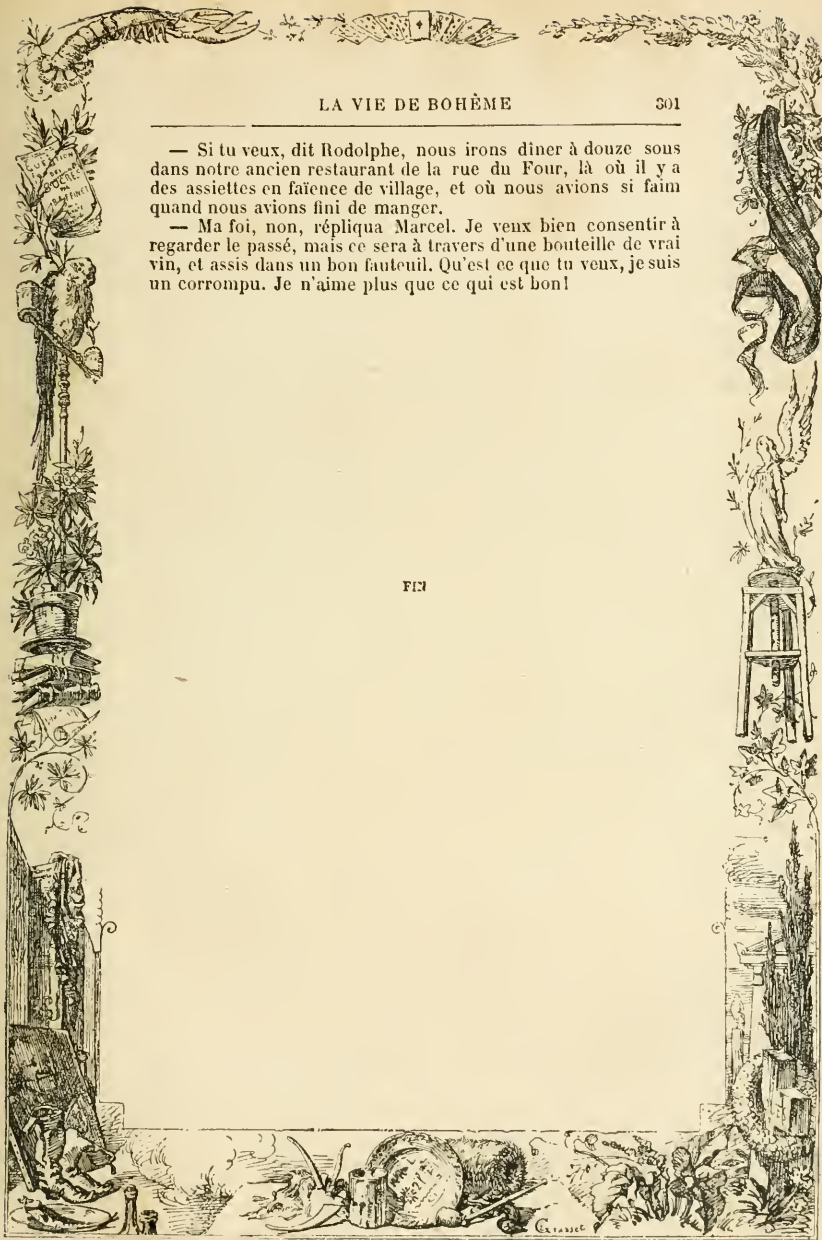 LA VIE DE BOHÈME 301
— Si tu veux, dit Rodolphe, nous irons dîner à douze sous
dans notre ancien restaurant de la rue du Four, là où il y a
des assiettes en faïence de village, et où nous avions si faim
quand nous avions fini de manger.
— Ma foi, non, répliqua Marcel. Je veux bien consentir à
regarder le passé, mais ce sera à travers d'une bouteille de vrai
vin, et assis dans un bon fauteuil. Qu'est ce que tu veux, je suis
un corrompu. Je n'aime plus que ce qui est bon!
FIN